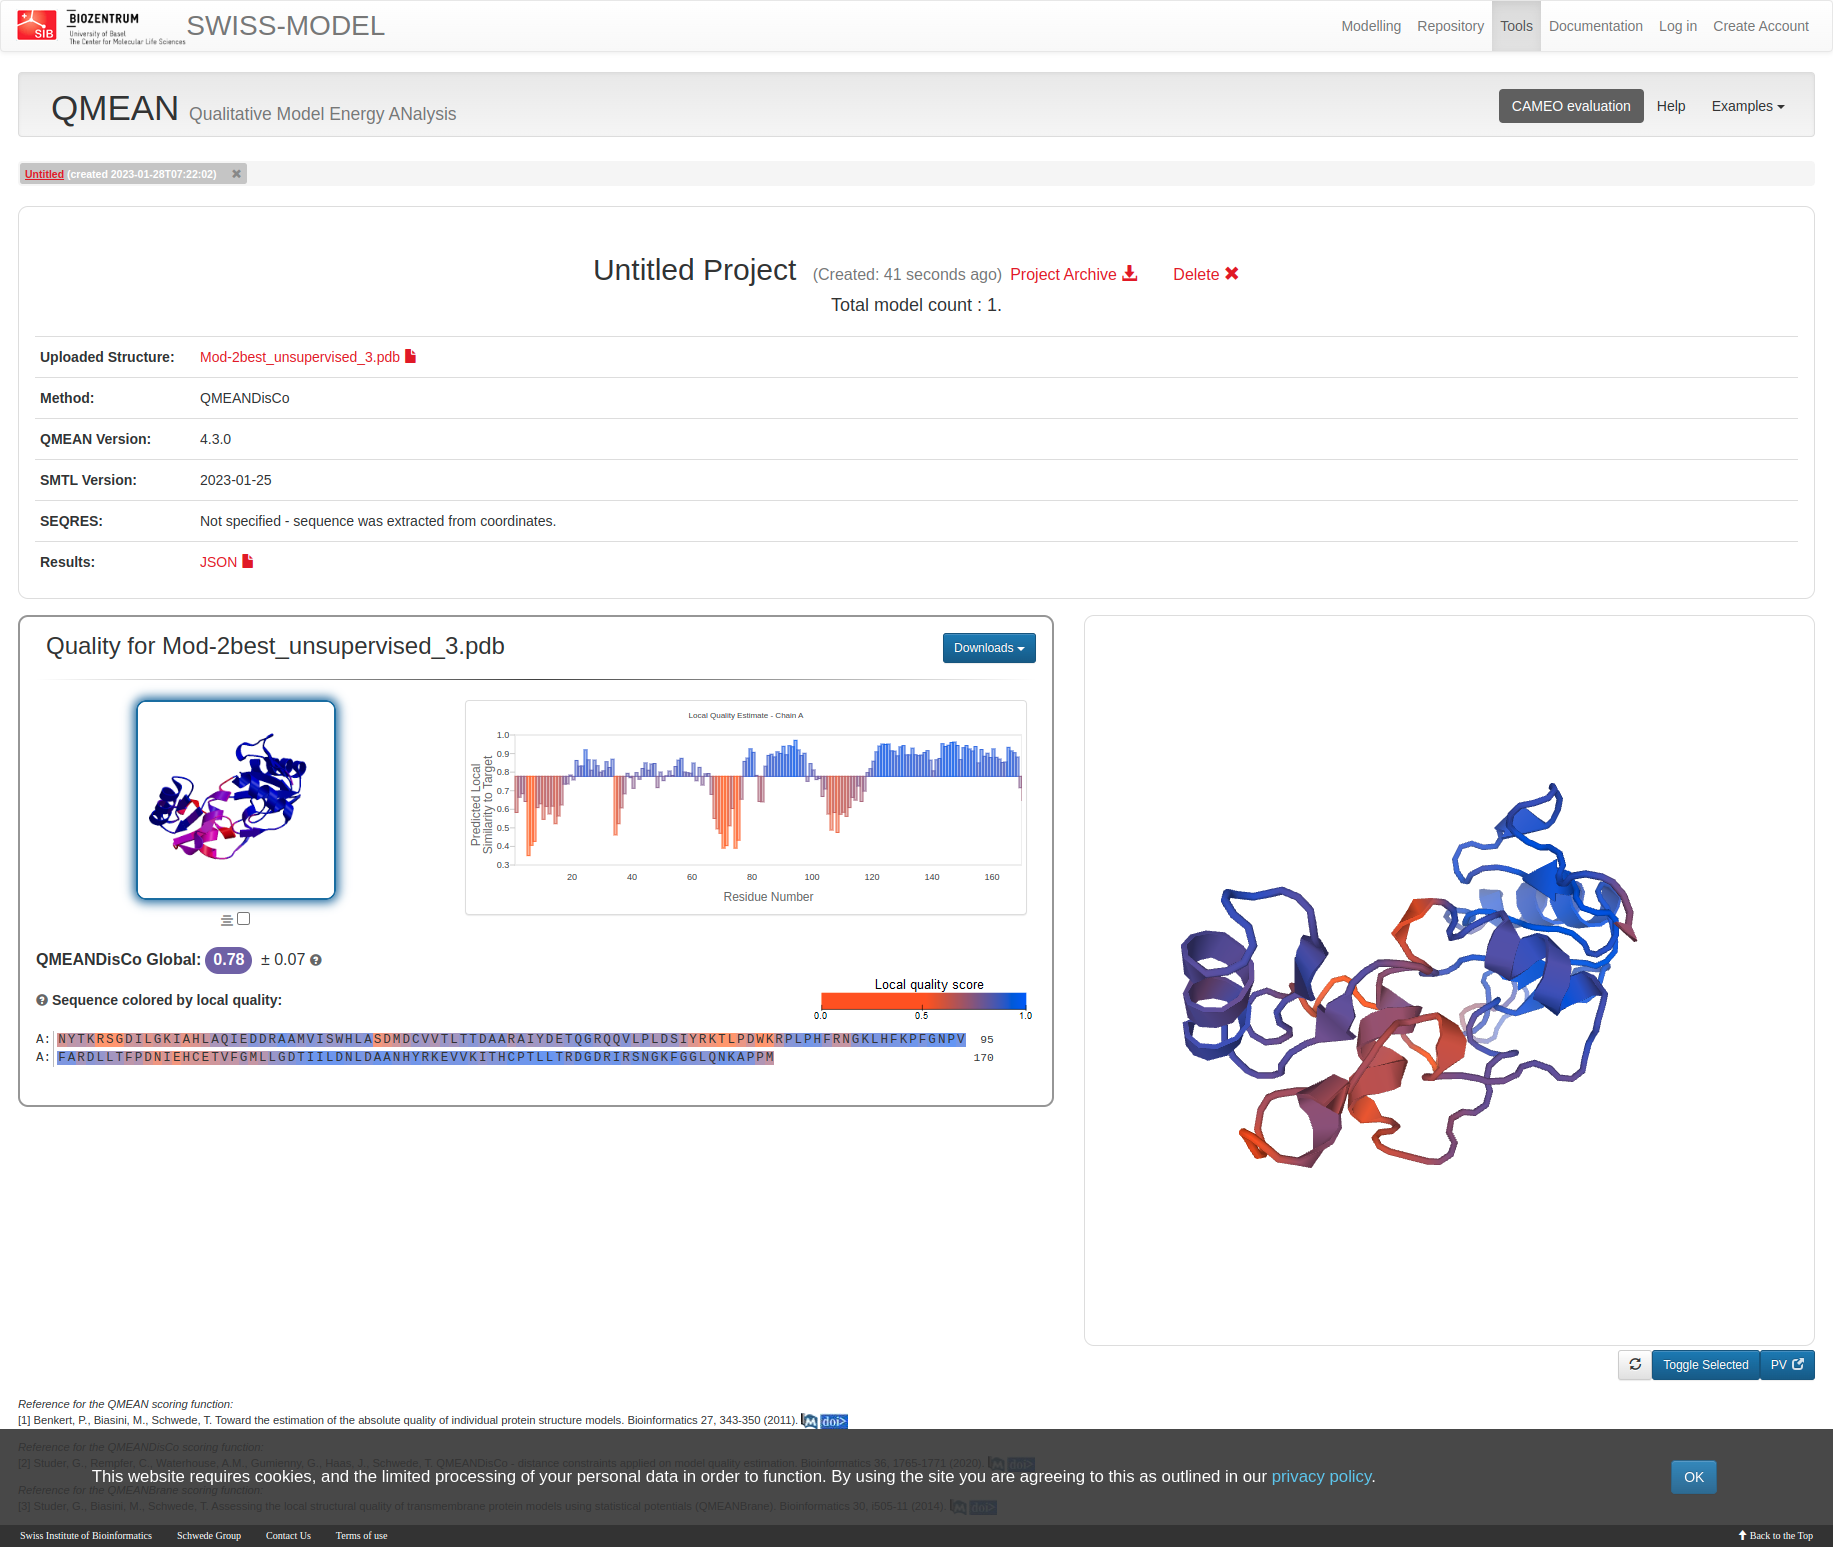 SIB
BIOZENTRUM
University of Basel
The Center for Molecular Life Sciences
SWISS-MODEL
Modelling Repository Tools Documentation Log in Create Account
QMEAN Qualitative Model Energy ANalysis
CAMEO evaluation Help Examples
Untitled (created 2023-01-28T07:22:02)
Untitled Project (Created: 41 seconds ago) Project Archive Delete
Total model count : 1.
Uploaded Structure: Mod-2best_unsupervised_3.pdb
Method: QMEANDisCo
QMEAN Version: 4.3.0
SMTL Version: 2023-01-25
SEQRES: Not specified - sequence was extracted from coordinates.
Results: JSON
Quality for Mod-2best_unsupervised_3.pdb
Downloads
Local Quality Estimate - Chain A
Predicted Local
Similarity to Target
1.0
0.9
0.8
0.7
0.6
0.5
0.4
0.3
20 40 60 80 100 120 140 160
Residue Number
QMEANDisCo Global: 0.78 ± 0.07
Sequence colored by local quality:
Local quality score
0.0 0.5 1.0
A: NYTKRSGDILGKIAHLAQIEDDRAAMVISWHLASDMDCVVTLTTDAARAIYDETQGRQQVLPLDSIYRKTLPDWKRPLPHFRNGKLHFKPFGNPV 95
A: FARDLLTFPDNIEHCETVFGMLLGDTIILDNLDAANHYRKEVVKITHCPTLLTRDGDRIRSNGKFGGLQNKAPPM 170
Toggle Selected
PV
Reference for the QMEAN scoring function:
[1] Benkert, P., Biasini, M., Schwede, T. Toward the estimation of the absolute quality of individual protein structure models. Bioinformatics 27, 343-350 (2011). doi>
Reference for the QMEANDisCo scoring function:
[2] Studer, G., Rempfer, C., Waterhouse, A.M., Gumienny, G., Haas, J., Schwede, T. QMEANDisCo - distance constraints applied on model quality estimation. Bioinformatics 36, 1765-1771 (2020). doi>
This website requires cookies, and the limited processing of your personal data in order to function. By using the site you are agreeing to this as outlined in our privacy policy.
OK
Reference for the QMEANBrane scoring function:
[3] Studer, G., Biasini, M., Schwede, T. Assessing the local structural quality of transmembrane protein models using statistical potentials (QMEANBrane). Bioinformatics 30, i505-11 (2014). doi>
Swiss Institute of Bioinformatics Schwede Group Contact Us Terms of use
Back to the Top